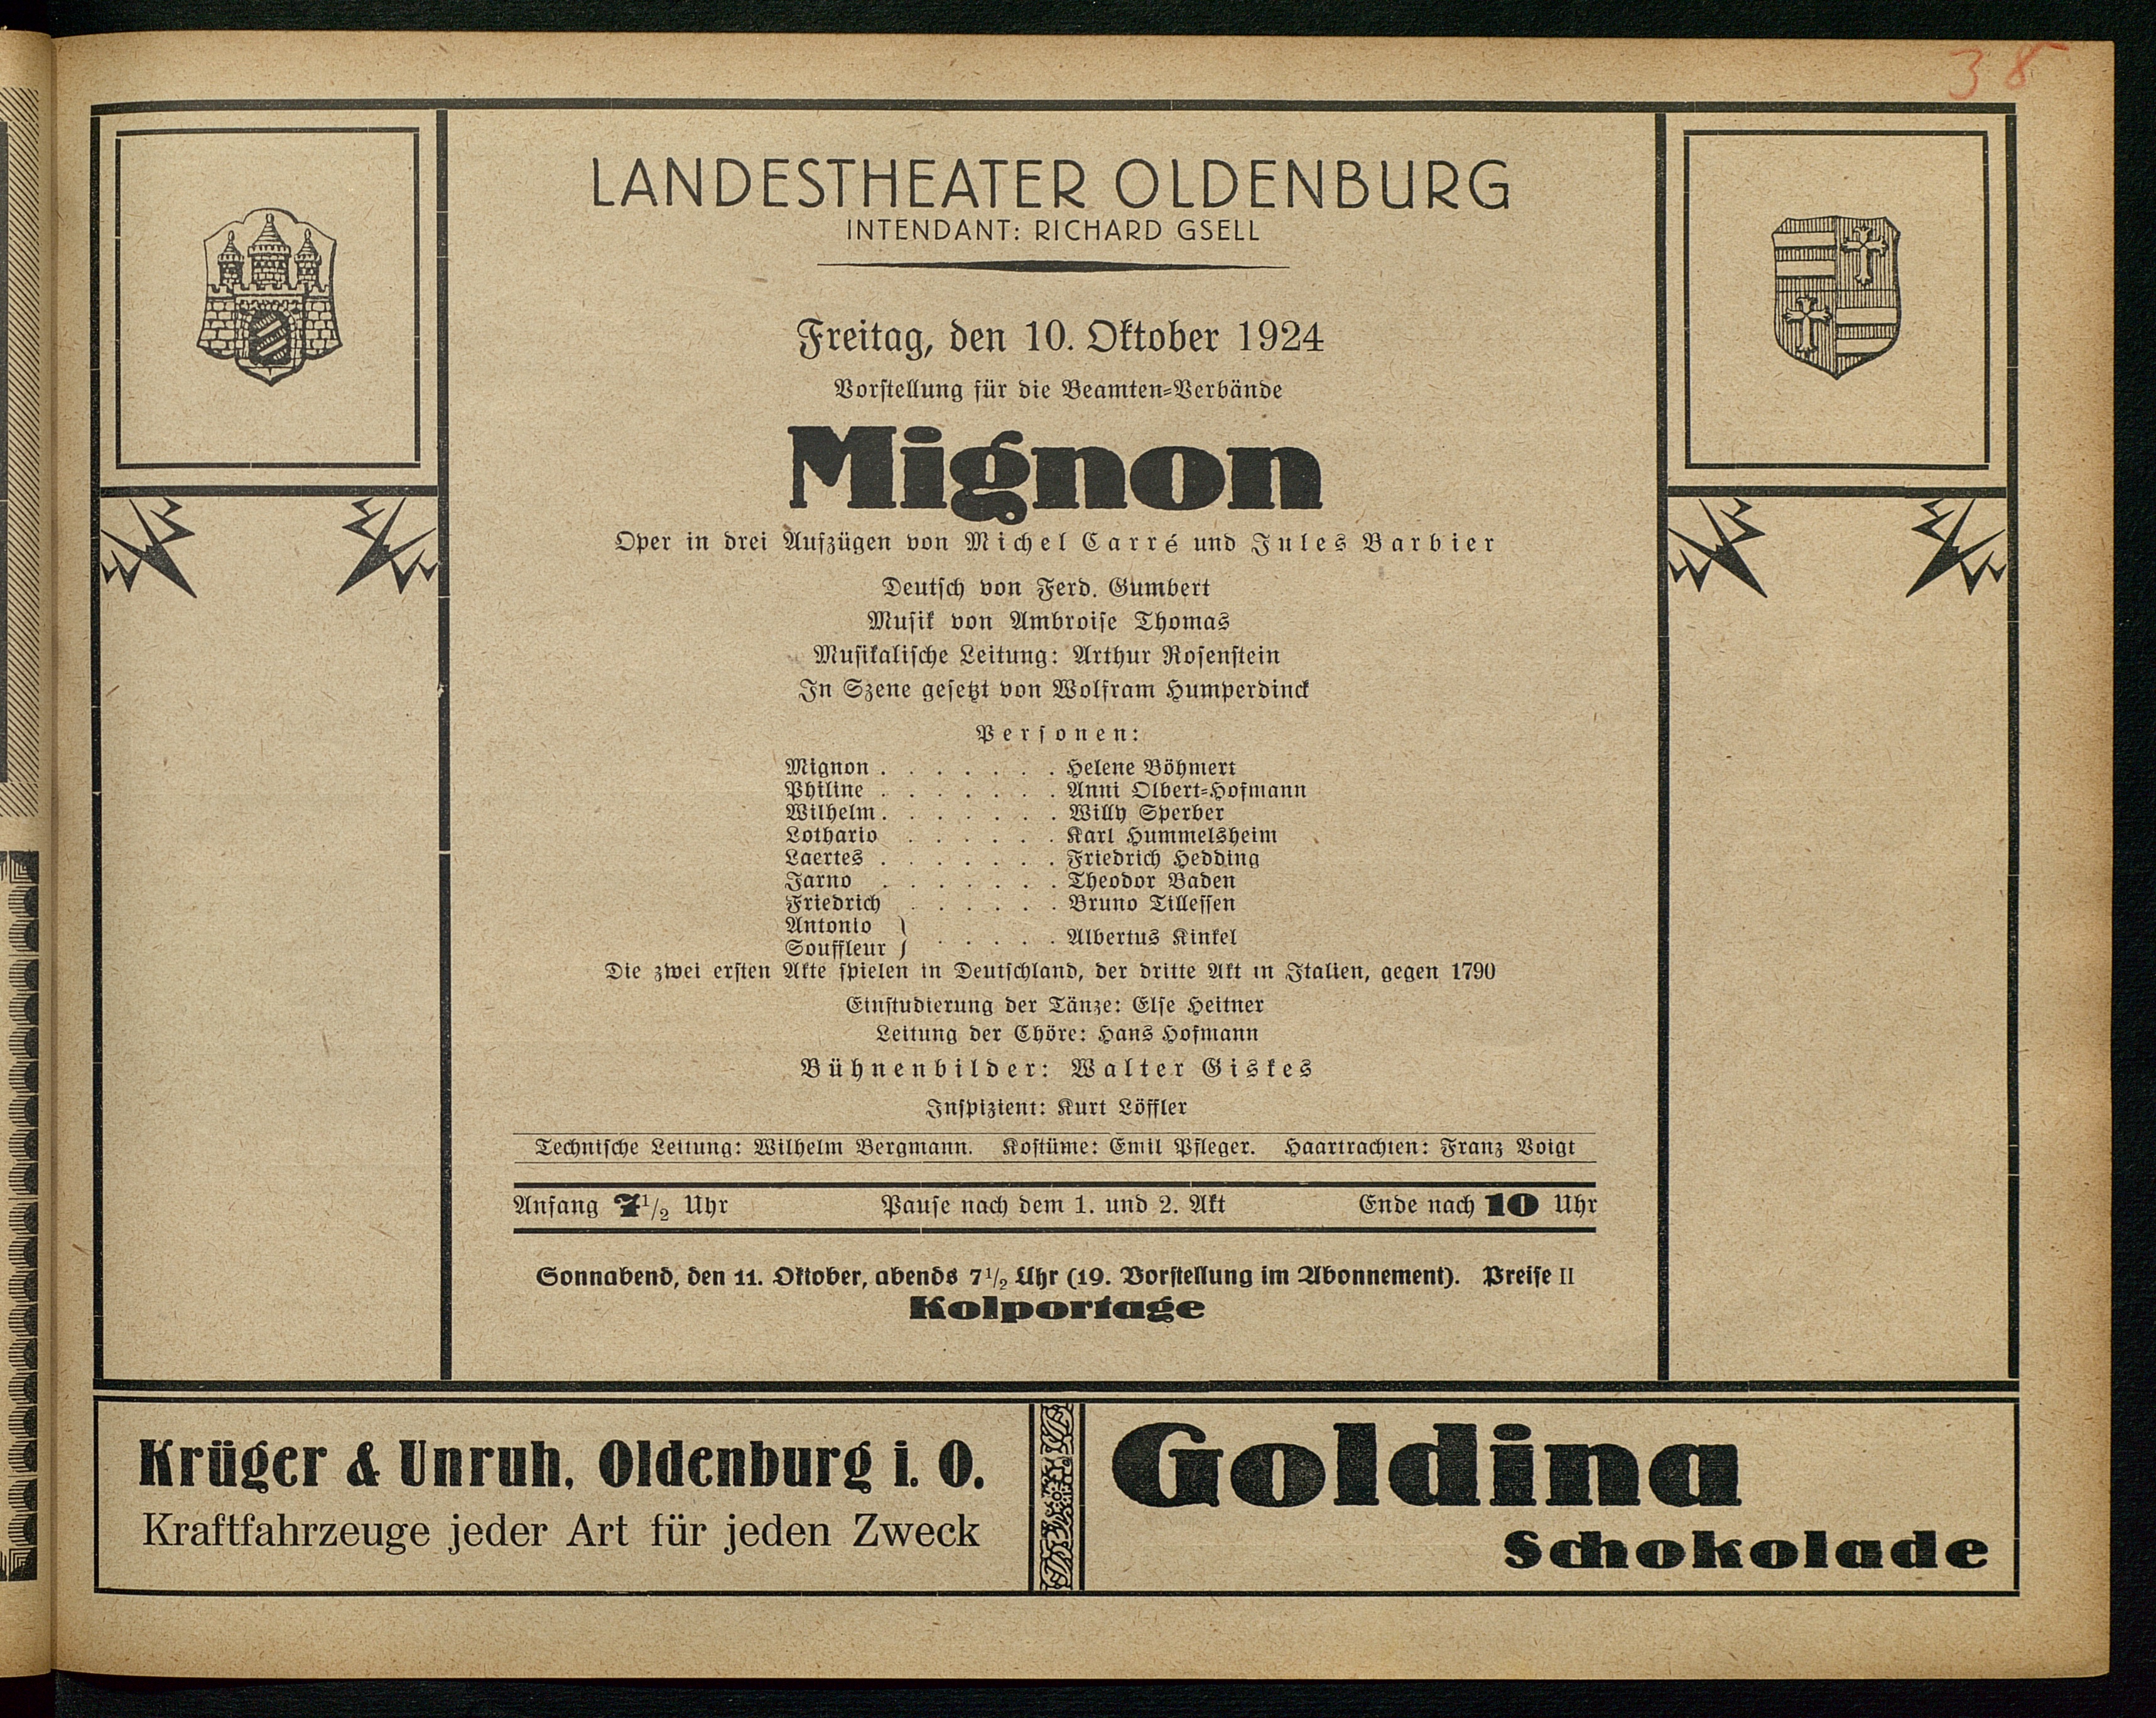 38
LANDESTHEATER OLDENBURG
INTENDANT: RICHARD GSELL
Freitag, den 10. Oktober 1924
Vorstellung für die Beamten-Verbände
Mignon
Oper in drei Aufzügen von Michel Carré und Jules Barbier
Deutsch von Ferd. Gumbert
Musik von Ambroise Thomas
Musikalische Leitung: Arthur Rosenstein
In Szene gesetzt von Wolfram Humperdinck
Personen:
Mignon . . . . . . . Helene Böhmert
Philine . . . . . . . Anni Olbert-Hofmann
Wilhelm . . . . . . . Willy Sperber
Lothario . . . . . . Karl Hummelsheim
Laertes . . . . . . . Friedrich Hedding
Jarno . . . . . . . Theodor Baden
Friedrich . . . . . . Bruno Tillessen
Antonio
Souffleur } . . . . . Albertus Kinkel
Die zwei ersten Akte spielen in Deutschland, der dritte Akt in Italien, gegen 1790
Einstudierung der Tänze: Else Heitner
Leitung der Chöre: Hans Hofmann
Bühnenbilder: Walter Giskes
Inspizient: Kurt Löffler
Technische Leitung: Wilhelm Bergmann. Kostüme: Emil Pfleger. Haartrachten: Franz Voigt
Anfang 7 1/2 Uhr Pause nach dem 1. und 2. Akt Ende nach 10 Uhr
Sonnabend, den 11. Oktober, abends 7 1/2 Uhr (19. Vorstellung im Abonnement). Preise II
Kolportage
Krüger & Unruh, Oldenburg i. O.
Kraftfahrzeuge jeder Art für jeden Zweck
Goldina
Schokolade